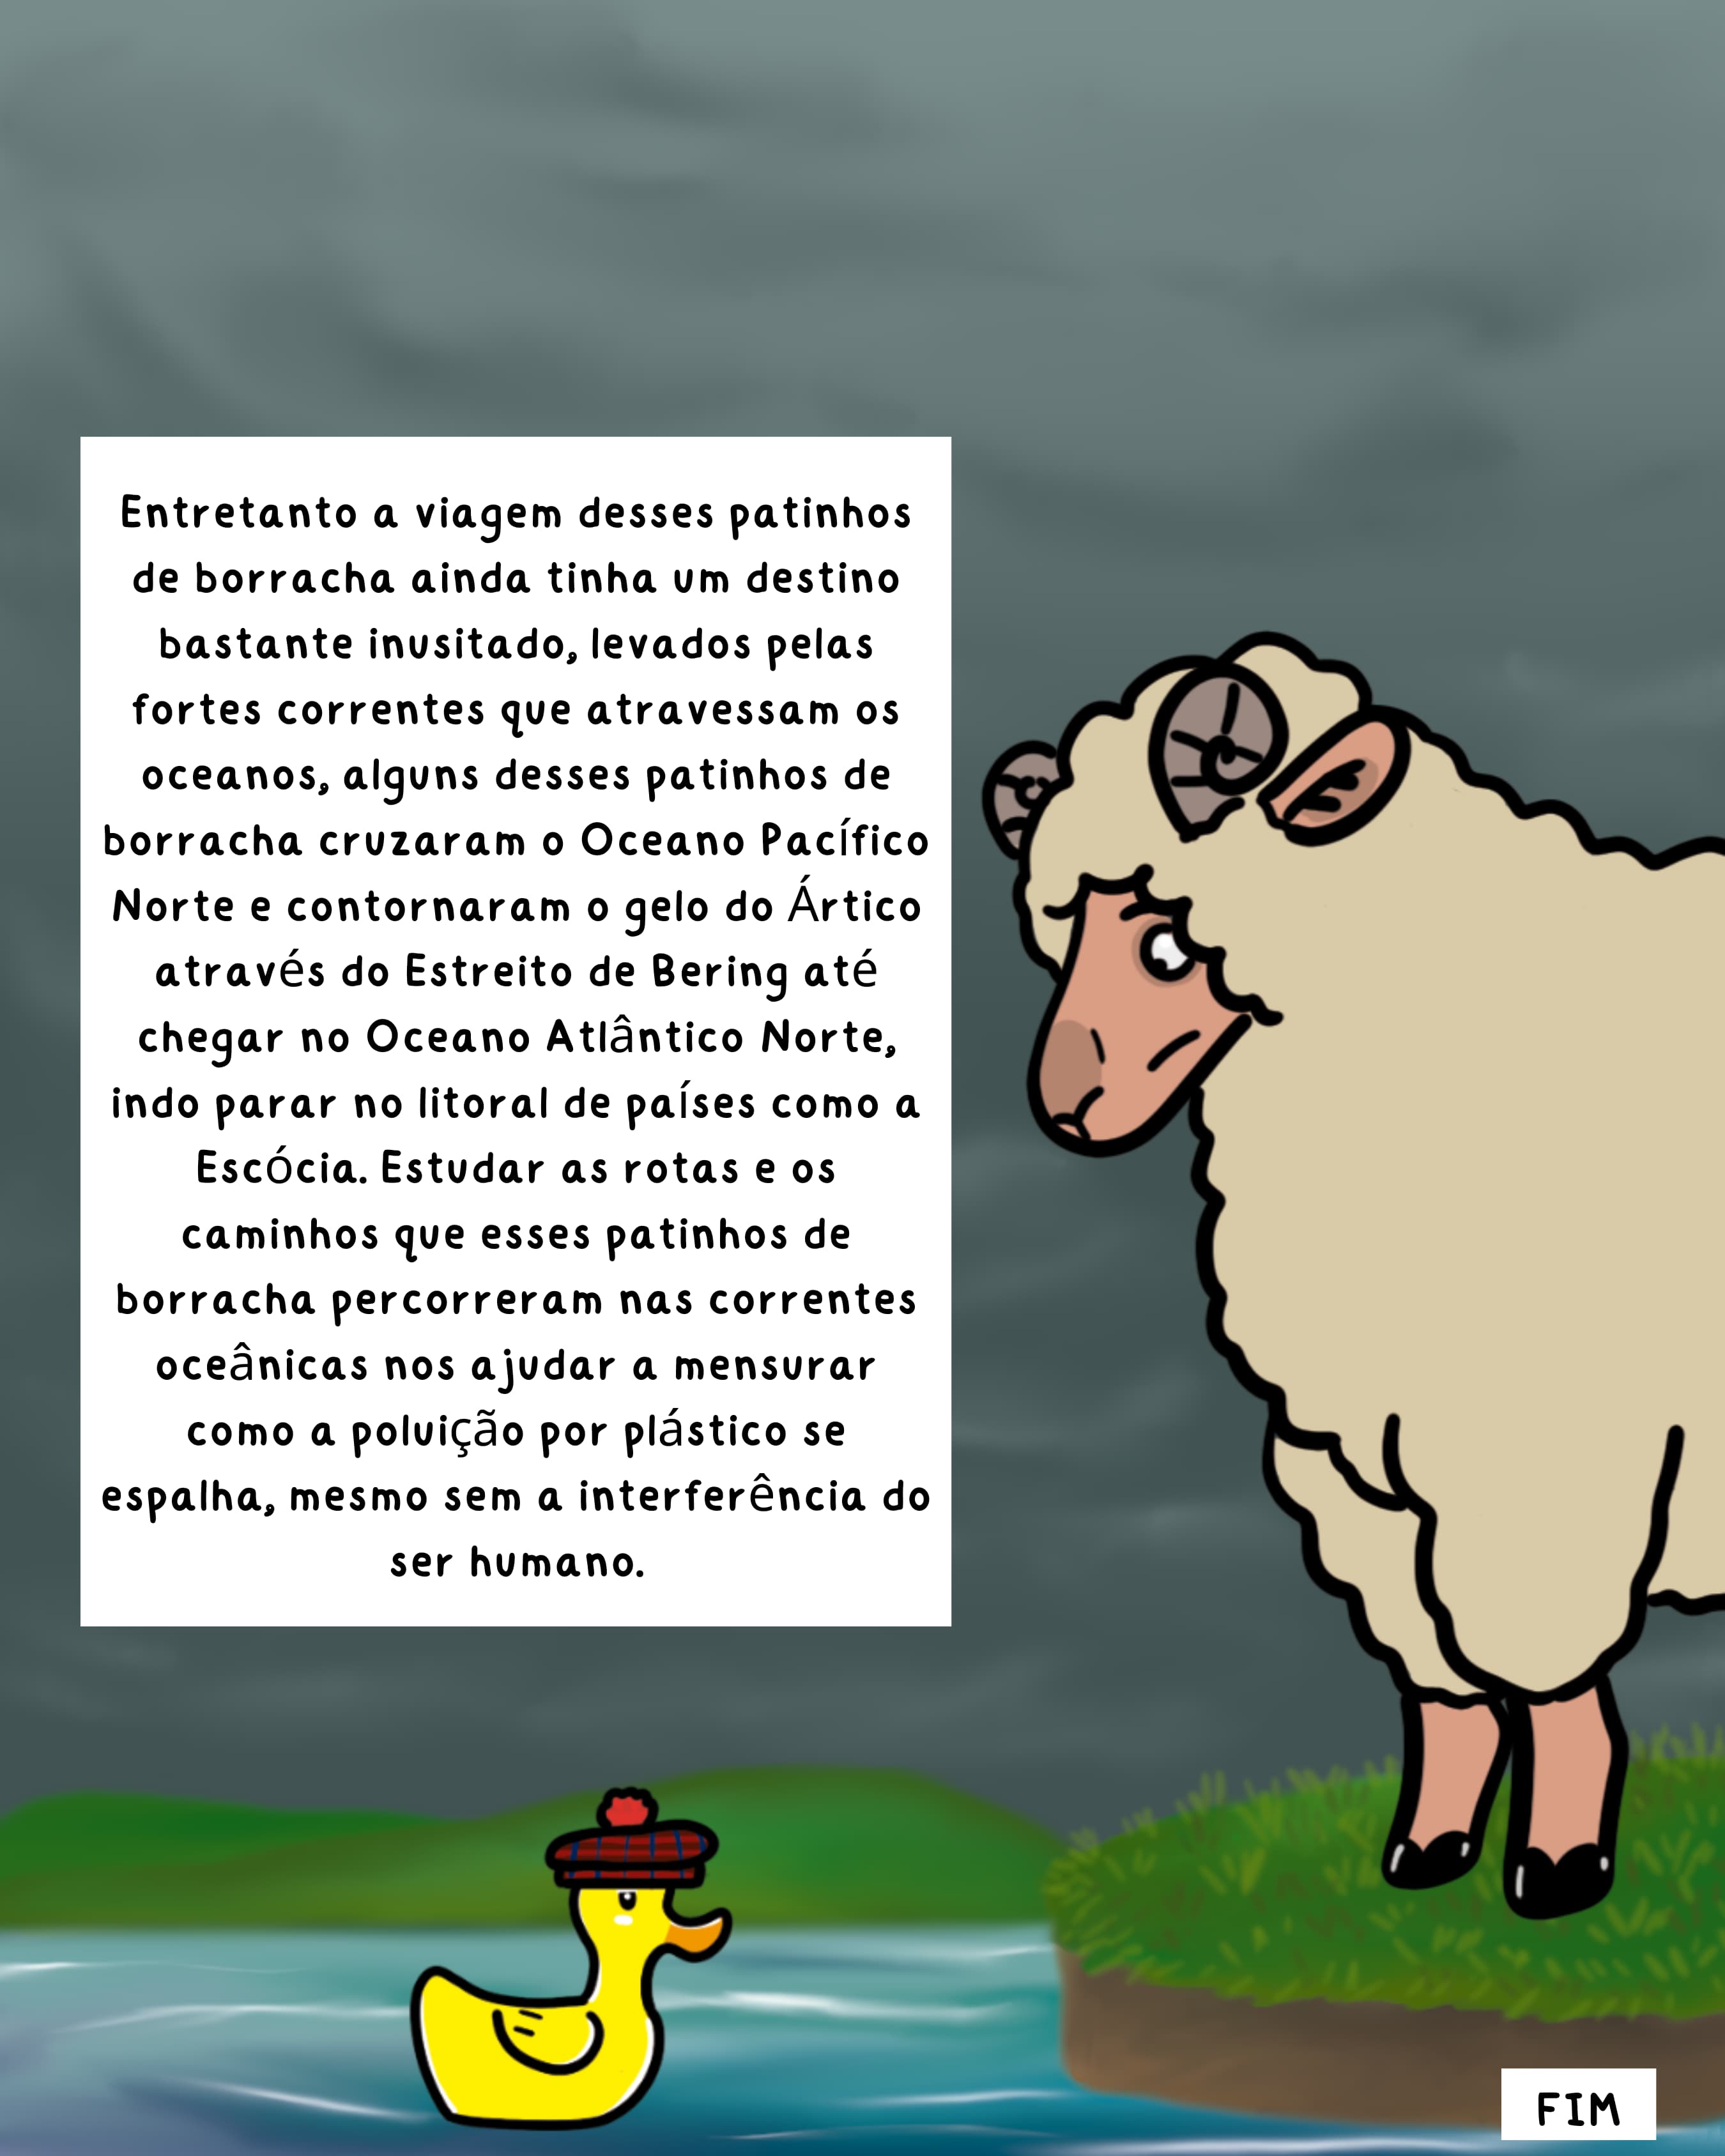 Entretanto a viagem desses patinhos
de borracha ainda tinha um destino
bastante inusitado, levados pelas
fortes correntes que atravessam os
oceanos, alguns desses patinhos de
borracha cruzaram o Oceano Pacífico
Norte e contornaram o gelo do Ártico
através do Estreito de Bering até
chegar no Oceano Atlântico Norte,
indo parar no litoral de países como a
Escócia. Estudar as rotas e os
caminhos que esses patinhos de
borracha percorreram nas correntes
oceânicas nos ajudar a mensurar
como a poluição por plástico se
espalha, mesmo sem a interferência do
ser humano.
FIM